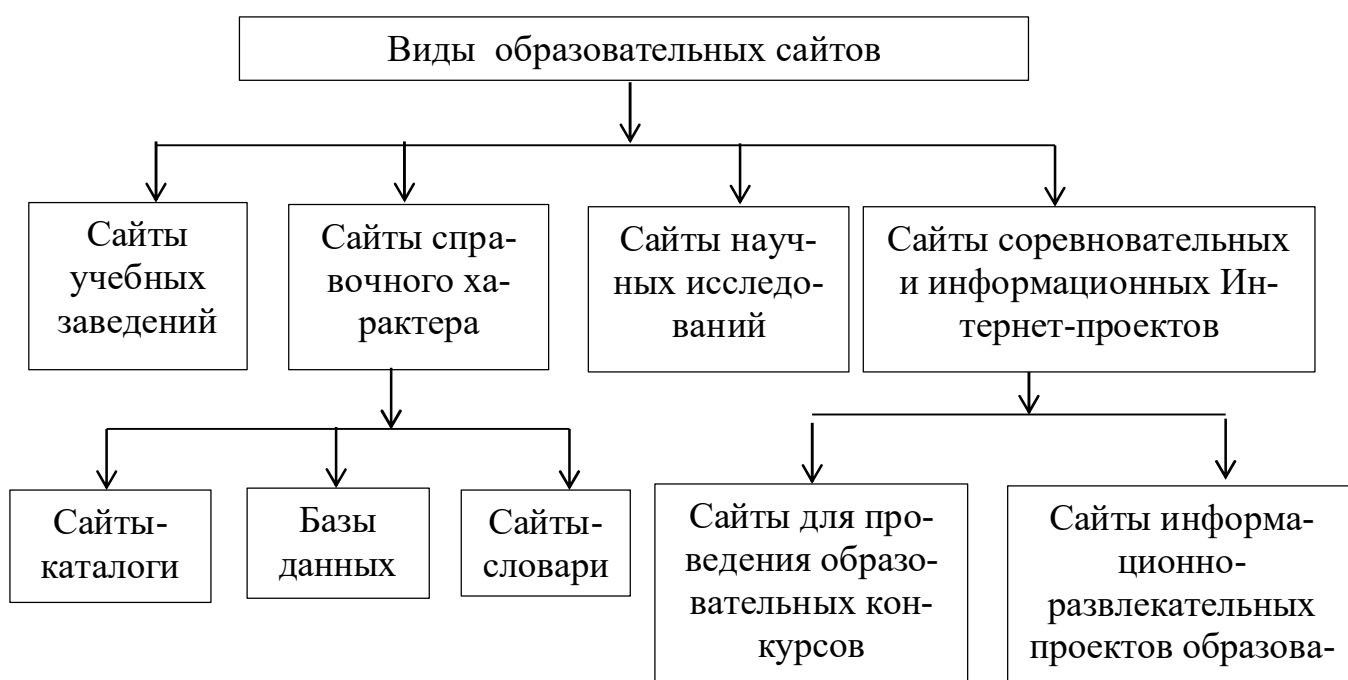 Виды образовательных сайтов
Сайты
учебных
заведений
Сайты спра-
вочного ха-
рактера
Сайты науч-
ных исследо-
ваний
Сайты соревновательных
и информационных Ин-
тернет-проектов
Сайты-
каталоги
Базы
данных
Сайты-
словари
Сайты для про-
ведения образо-
вательных кон-
курсов
Сайты информа-
ционно-
развлекательных
проектов образова-